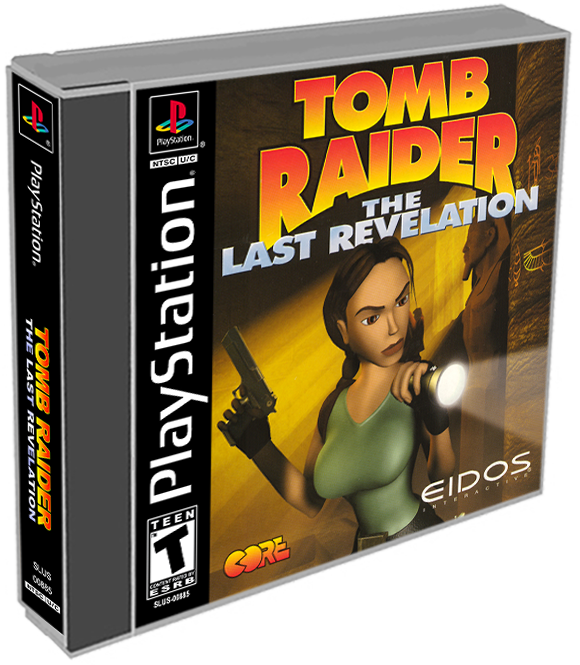 PlayStation
TOMB RAIDER
THE LAST REVELATION
SLUS
00885
NTSC U/C
PlayStation
NTSC U/C
PlayStation
TOMB
RAIDER
THE
LAST REVELATION
EIDOS
INTERACTIVE
CORE
TEEN
T
CONTENT RATED BY
ESRB
SLUS-00885